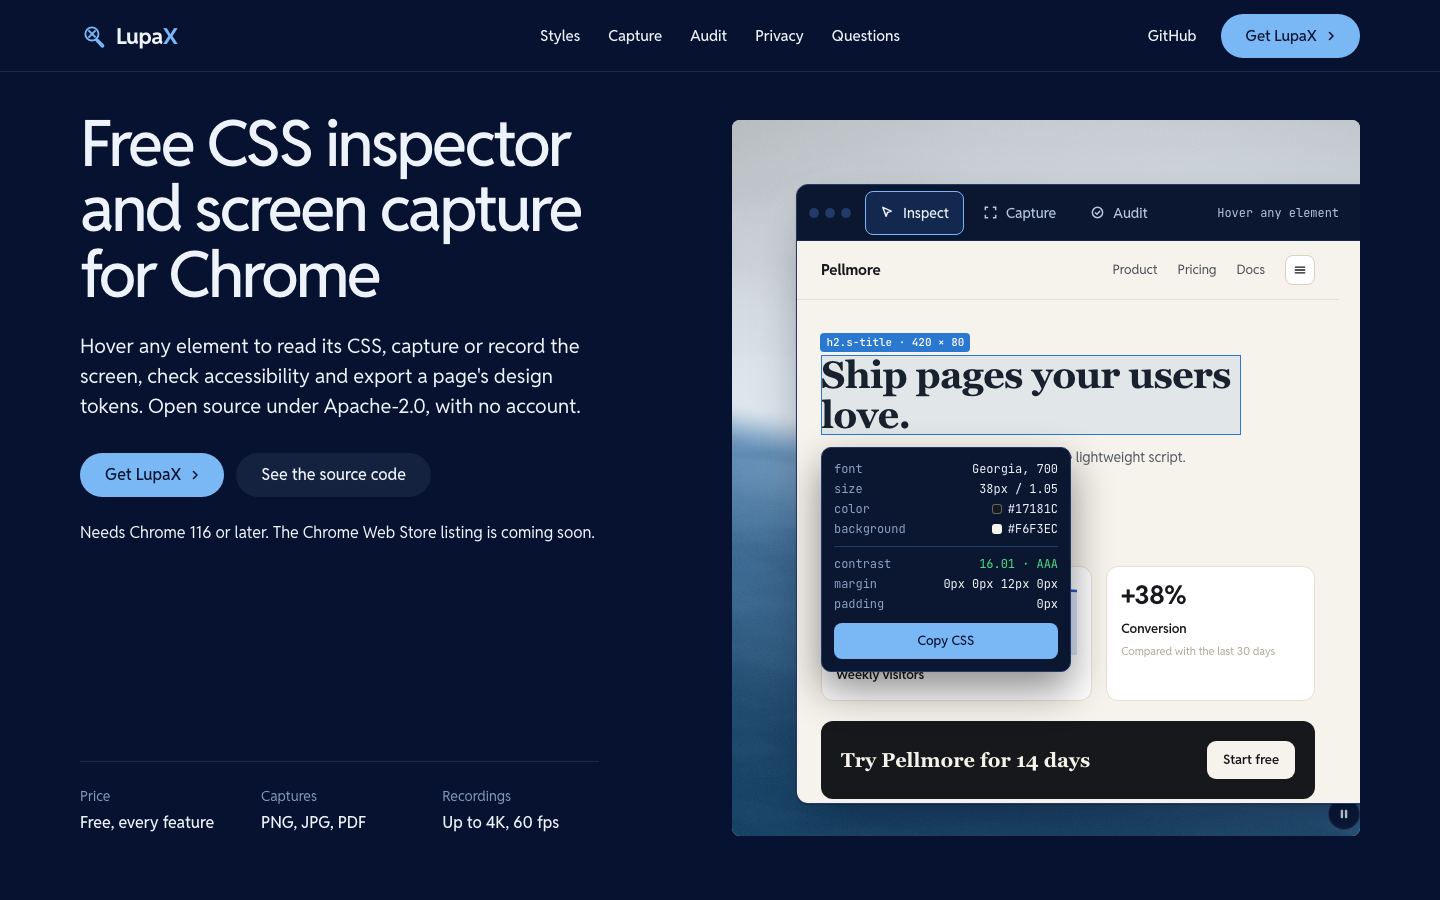 LupaX
Styles
Capture
Audit
Privacy
Questions
GitHub
Get LupaX
Free CSS inspector
and screen capture
for Chrome
Hover any element to read its CSS, capture or record the
screen, check accessibility and export a page's design
tokens. Open source under Apache-2.0, with no account.
Get LupaX
See the source code
Needs Chrome 116 or later. The Chrome Web Store listing is coming soon.
Price
Free, every feature
Captures
PNG, JPG, PDF
Recordings
Up to 4K, 60 fps
Inspect
Capture
Audit
Hover any element
Pellmore
Product
Pricing
Docs
h2.s-title · 420 × 80
Ship pages your users
love.
lightweight script.
font Georgia, 700
size 38px / 1.05
color #17181C
background #F6F3EC
contrast 16.01 · AAA
margin 0px 0px 12px 0px
padding 0px
Copy CSS
Weekly visitors
+38%
Conversion
Compared with the last 30 days
Try Pellmore for 14 days
Start free